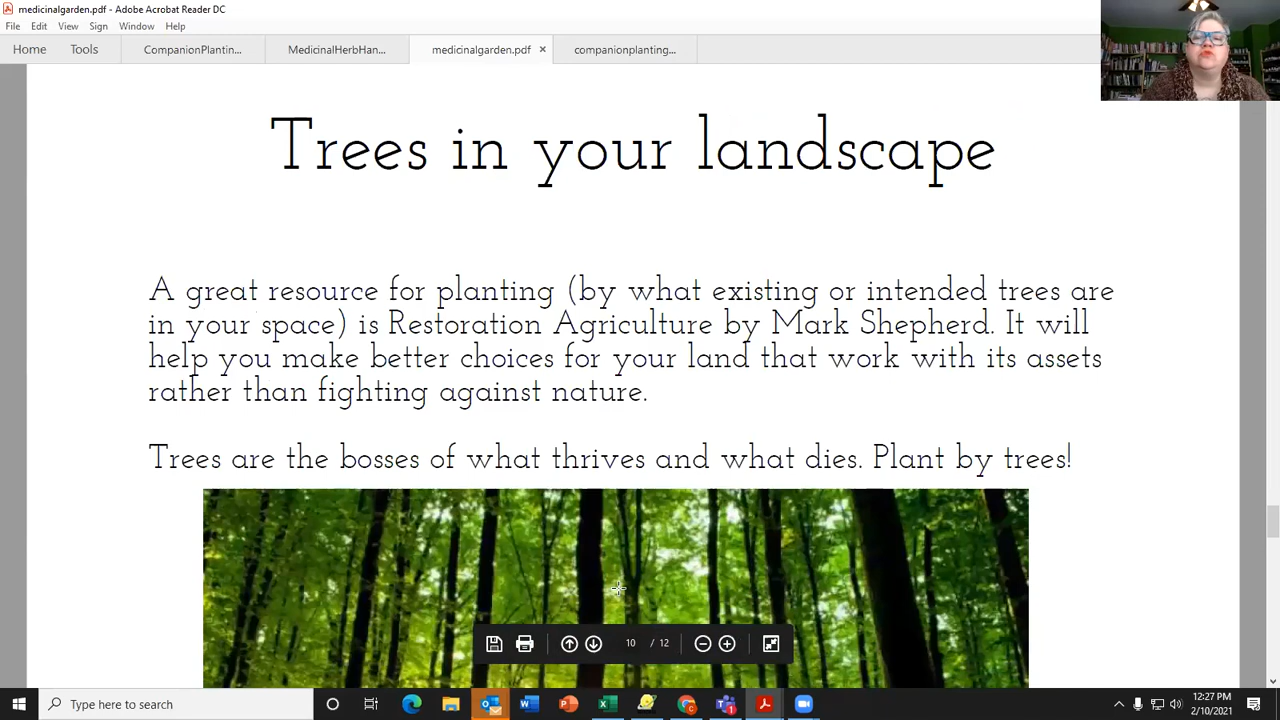 medicinalgarden.pdf - Adobe Acrobat Reader DC
File Edit View Sign Window Help
Home Tools CompanionPlantin... MedicinalHerbHan... medicinalgarden.pdf × companionplanting...
Trees in your landscape
A great resource for planting (by what existing or intended trees are
in your space) is Restoration Agriculture by Mark Shepherd. It will
help you make better choices for your land that work with its assets
rather than fighting against nature.
Trees are the bosses of what thrives and what dies. Plant by trees!
10 / 12
Type here to search
12:27 PM
2/10/2021